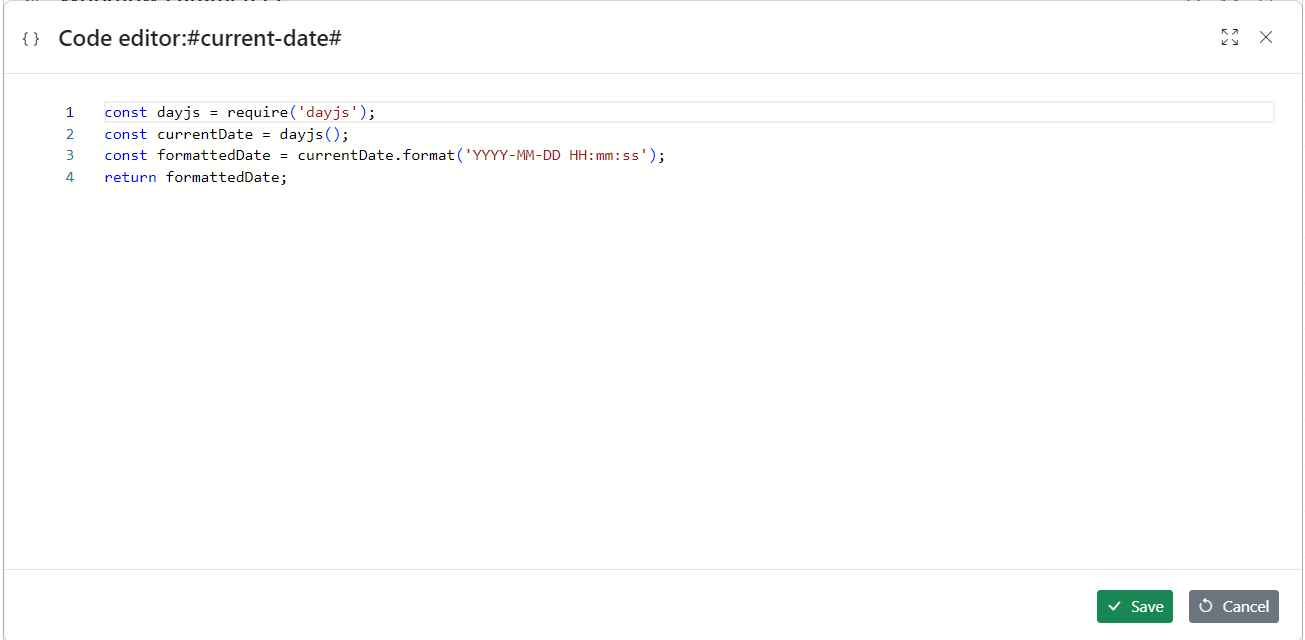 { } Code editor:#current-date#
1 const dayjs = require('dayjs');
2 const currentDate = dayjs();
3 const formattedDate = currentDate.format('YYYY-MM-DD HH:mm:ss');
4 return formattedDate;
Save Cancel